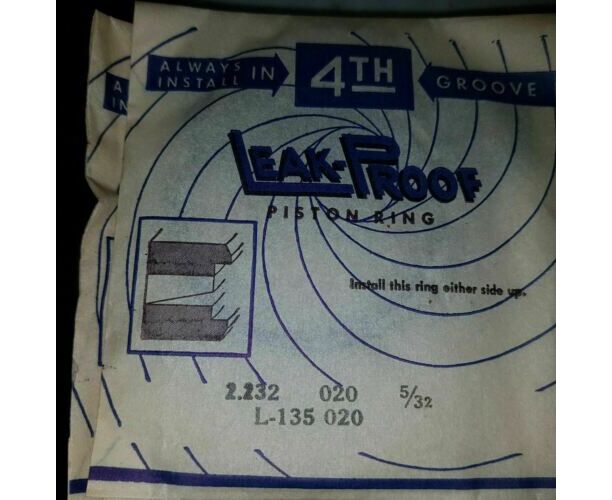 ALWAYS INSTALL IN 4TH GROOVE
LEAK-PROOF
PISTON RING
Install this ring either side up.
2.232 020 5/32
L-135 020
A
IN